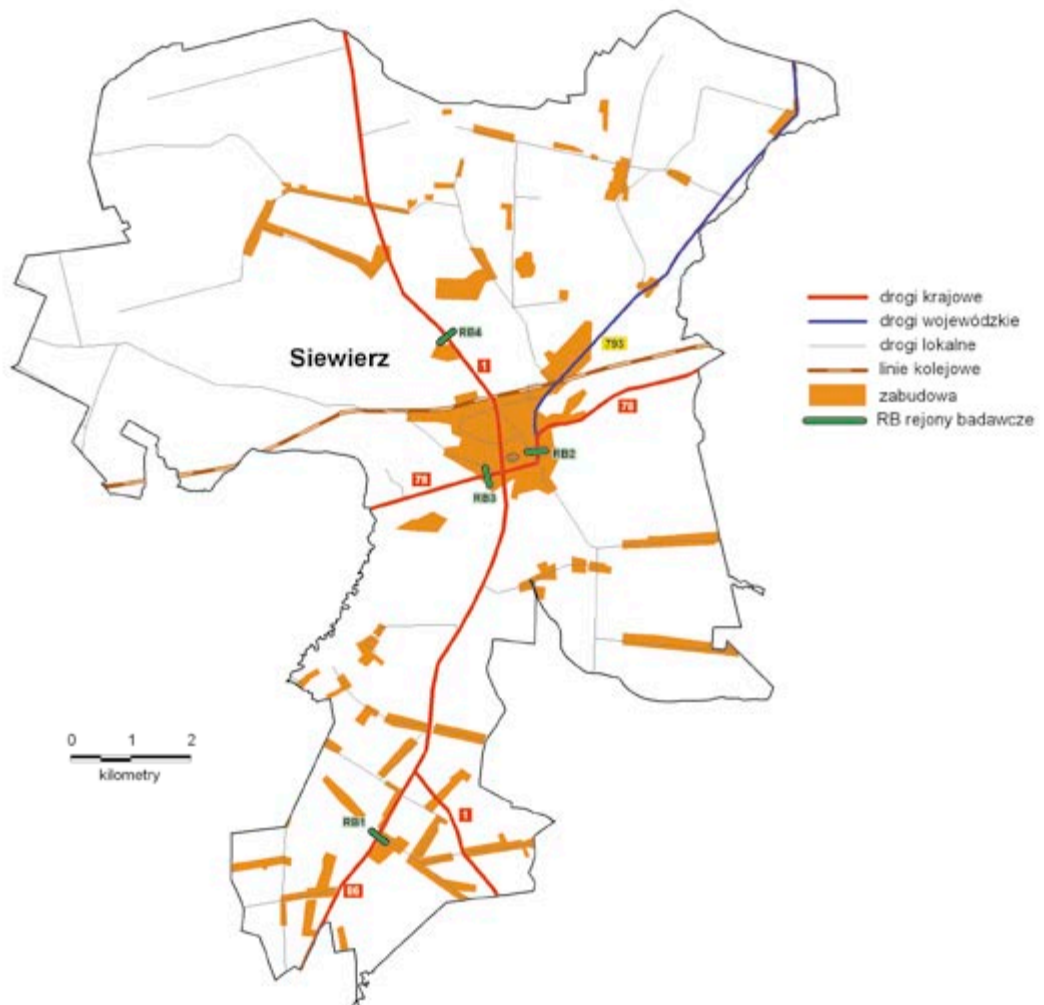 drogi krajowe
drogi wojewódzkie
drogi lokalne
linie kolejowe
zabudowa
RB rejony badawcze
RB4
793
Siewierz
1
78
RB2
78
RB3
0 1 2
kilometry
1
RB1
86